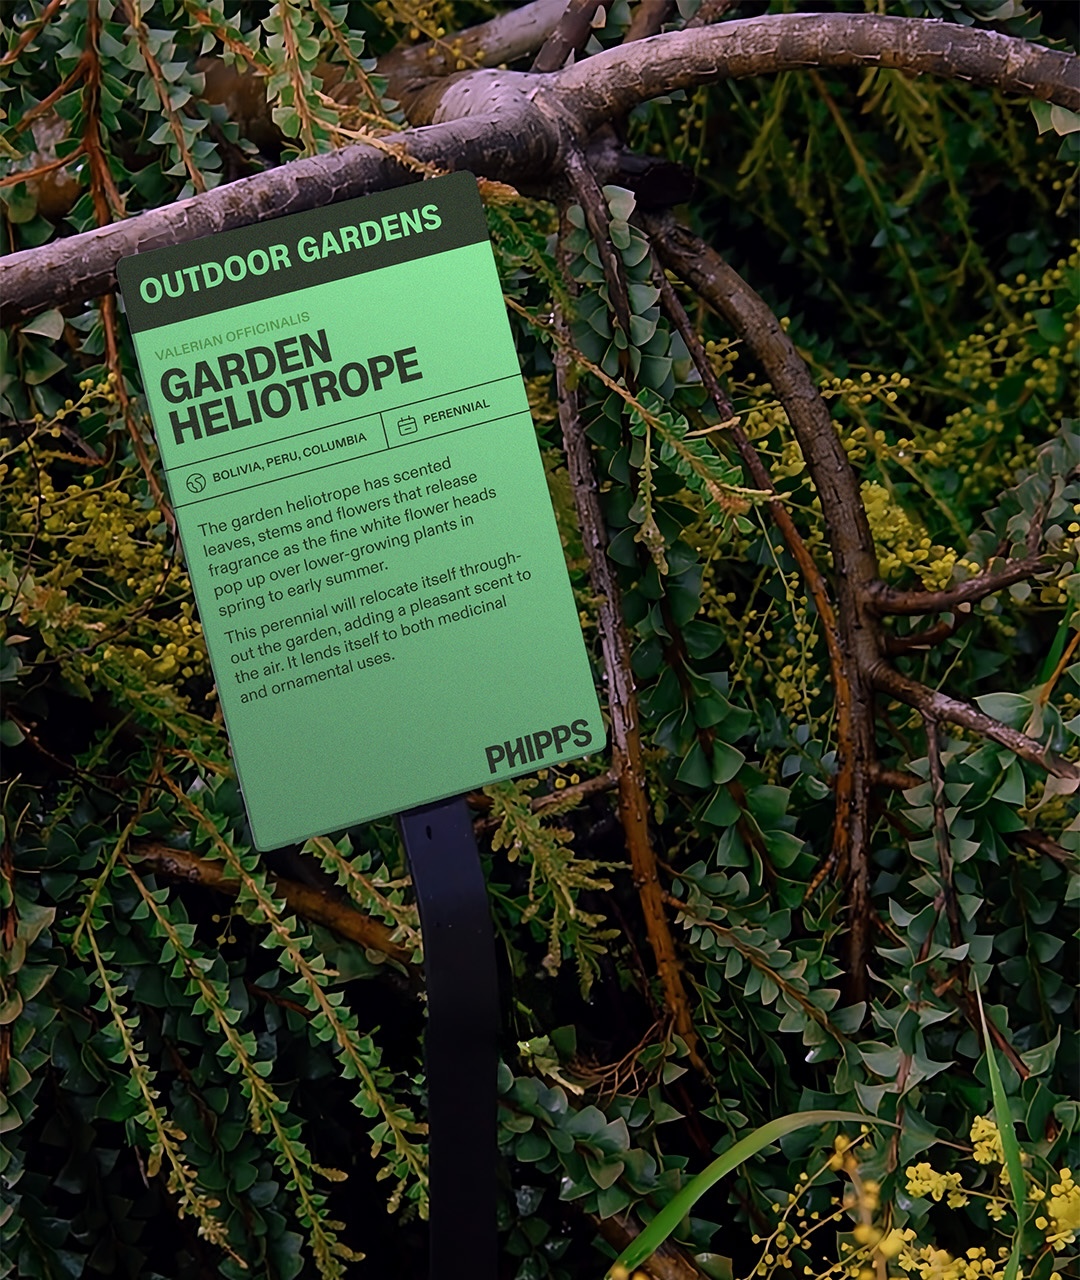 OUTDOOR GARDENS
VALERIAN OFFICINALIS
GARDEN
HELIOTROPE
BOLIVIA, PERU, COLUMBIA
PERENNIAL
The garden heliotrope has scented
leaves, stems and flowers that release
fragrance as the fine white flower heads
pop up over lower-growing plants in
spring to early summer.
This perennial will relocate itself through-
out the garden, adding a pleasant scent to
the air. It lends itself to both medicinal
and ornamental uses.
PHIPPS